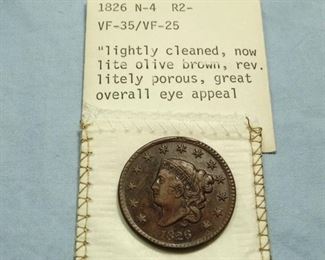 1826 N-4 R2-
VF-35/VF-25
"lightly cleaned, now
lite olive brown, rev.
litely porous, great
overall eye appeal
1826